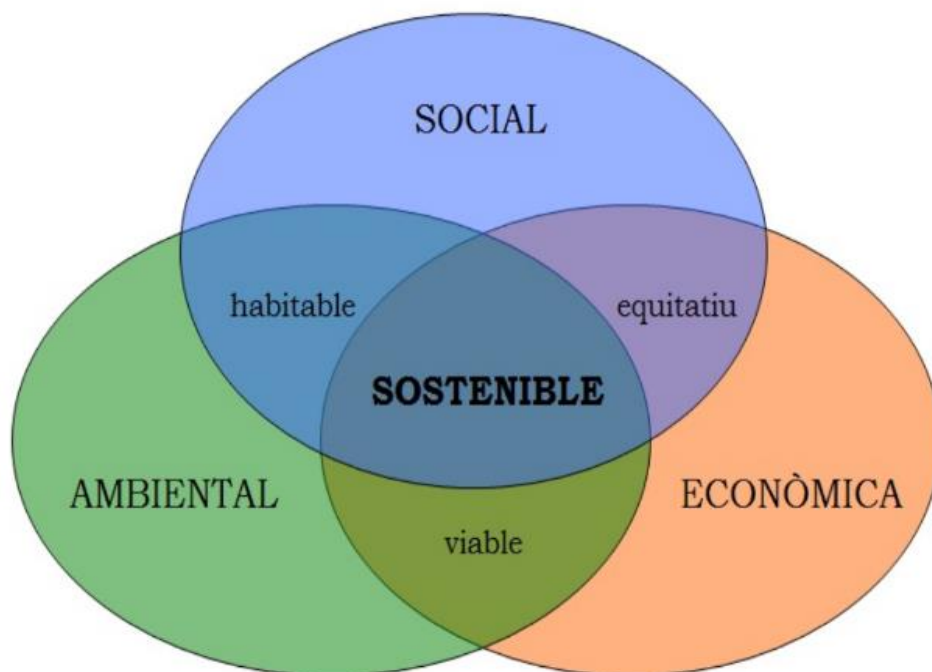 SOCIAL
habitable
equitatiu
SOSTENIBLE
AMBIENTAL
ECONÒMICA
viable